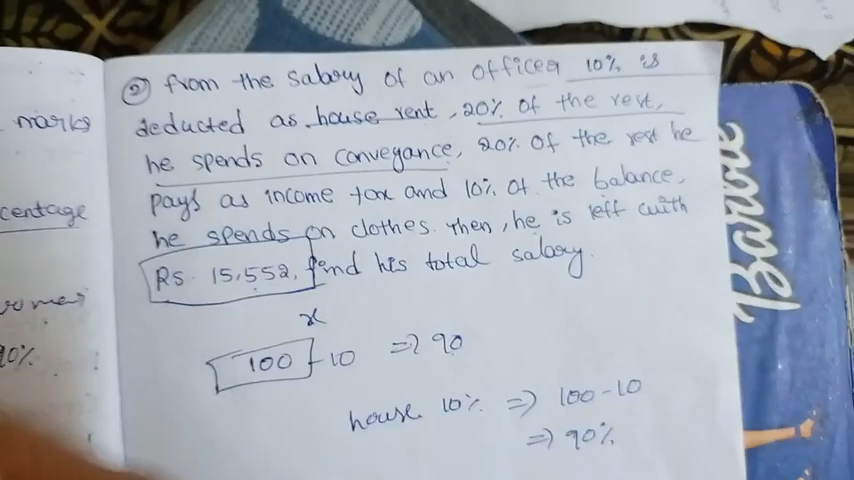 ② from the salary of an officer 10% is
deducted as house rent, 20% of the rest,
he spends on conveyance, 20% of the rest he
pays as income tax and 10% of the balance,
he spends on clothes. Then, he is left with
Rs. 15,552, find his total salary.
x
100 - 10 => 90
house 10% => 100-10
=> 90%
marks
centage
0%
Barbie